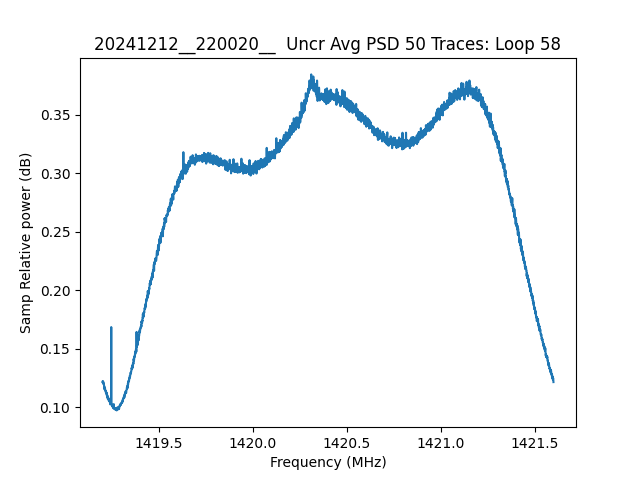 20241212__220020__ Uncr Avg PSD 50 Traces: Loop 58
Samp Relative power (dB)
0.35
0.30
0.25
0.20
0.15
0.10
1419.5 1420.0 1420.5 1421.0 1421.5
Frequency (MHz)